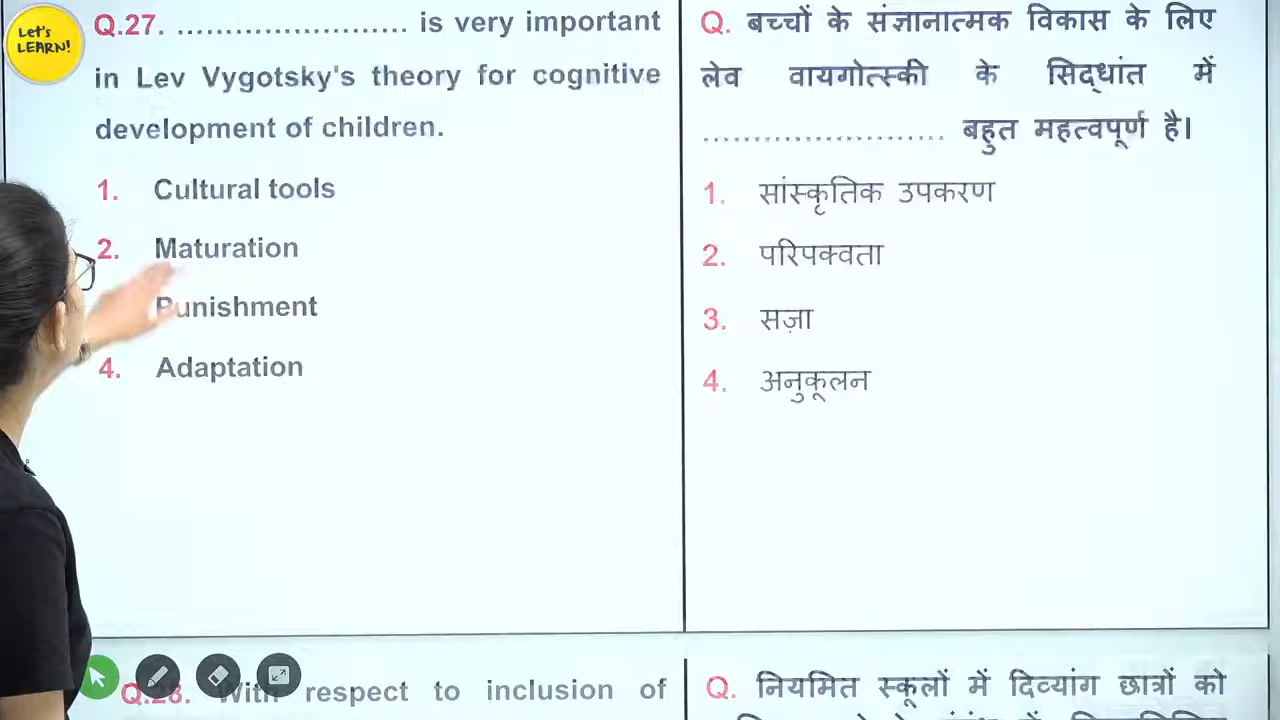 Let's
LEARN!
Q.27. ........................ is very important
in Lev Vygotsky's theory for cognitive
development of children.
1. Cultural tools
2. Maturation
Punishment
4. Adaptation
Q. बच्चों के संज्ञानात्मक विकास के लिए
लेव वायगोत्स्की के सिद्धांत में
........................ बहुत महत्वपूर्ण है।
1. सांस्कृतिक उपकरण
2. परिपक्वता
3. सज़ा
4. अनुकूलन
Q.28. With respect to inclusion of
Q. नियमित स्कूलों में दिव्यांग छात्रों को